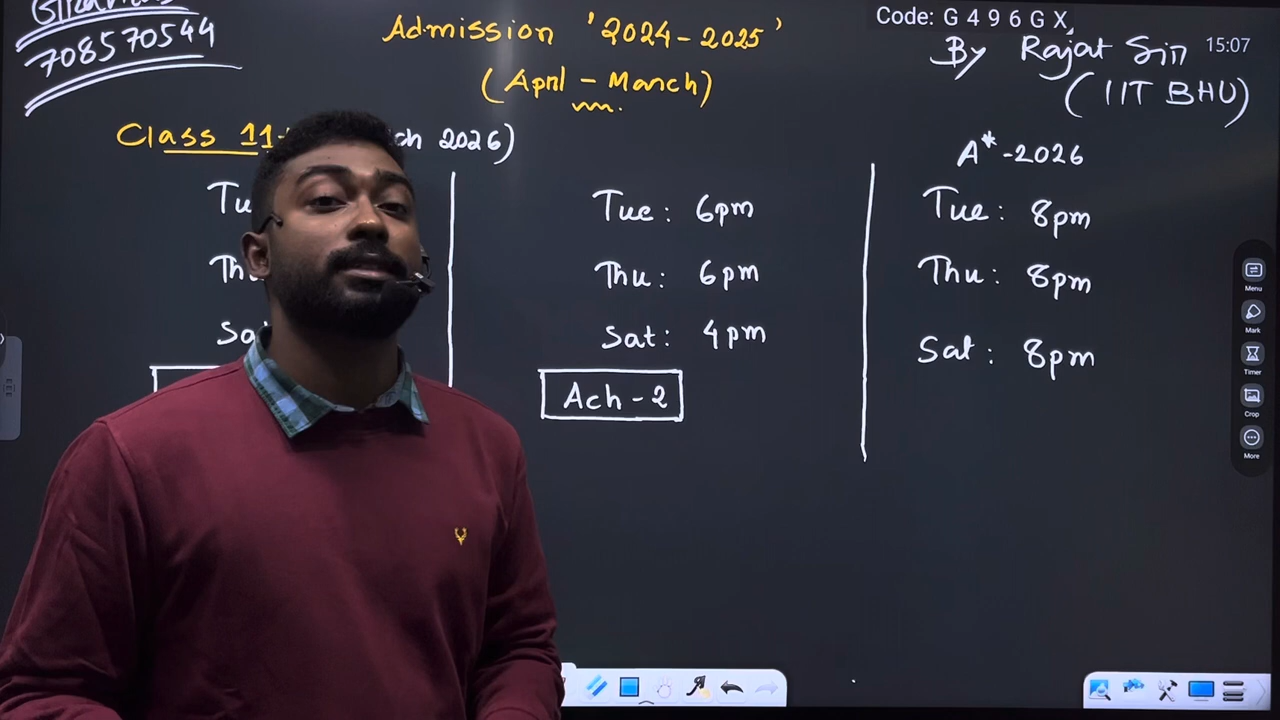 708570544
Admission '2024-2025'
(April - March)
Code: G 4 9 6 G X
15:07
By Rajat Sir
(IIT BHU)
Class 11 ch 2026)
A*-2026
Tue: 6pm
Tue: 8pm
Thu: 6pm
Thu: 8pm
Sat: 4pm
Sat: 8pm
Ach-2
Menu
Mark
Timer
Crop
More